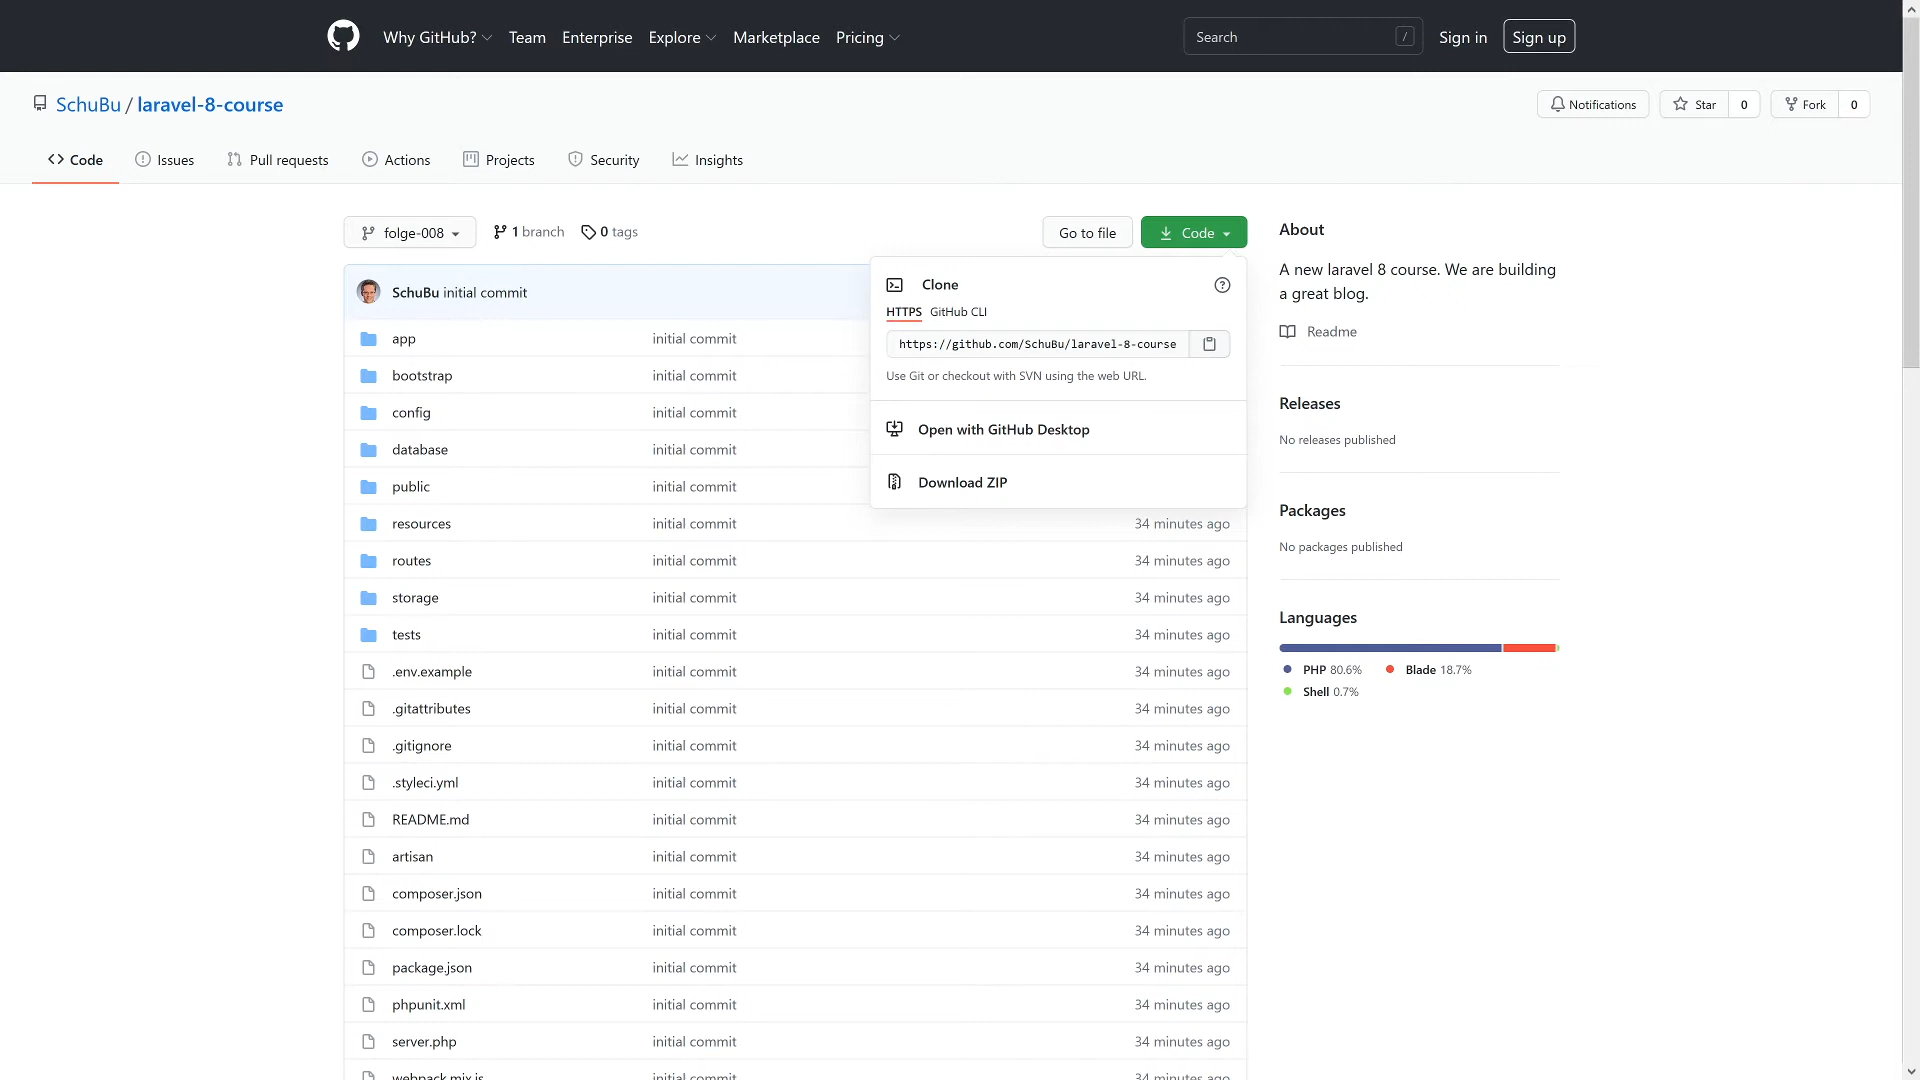 Why GitHub? Team Enterprise Explore Marketplace Pricing Search / Sign in Sign up
SchuBu / laravel-8-course Notifications Star 0 Fork 0
Code Issues Pull requests Actions Projects Security Insights
folge-008 1 branch 0 tags Go to file Code
SchuBu initial commit
Clone
HTTPS GitHub CLI
https://github.com/SchuBu/laravel-8-course
Use Git or checkout with SVN using the web URL.
Open with GitHub Desktop
Download ZIP
app initial commit
bootstrap initial commit
config initial commit
database initial commit
public initial commit
resources initial commit 34 minutes ago
routes initial commit 34 minutes ago
storage initial commit 34 minutes ago
tests initial commit 34 minutes ago
.env.example initial commit 34 minutes ago
.gitattributes initial commit 34 minutes ago
.gitignore initial commit 34 minutes ago
.styleci.yml initial commit 34 minutes ago
README.md initial commit 34 minutes ago
artisan initial commit 34 minutes ago
composer.json initial commit 34 minutes ago
composer.lock initial commit 34 minutes ago
package.json initial commit 34 minutes ago
phpunit.xml initial commit 34 minutes ago
server.php initial commit 34 minutes ago
webpack.mix.js initial commit 34 minutes ago
About
A new laravel 8 course. We are building
a great blog.
Readme
Releases
No releases published
Packages
No packages published
Languages
PHP 80.6% Blade 18.7%
Shell 0.7%